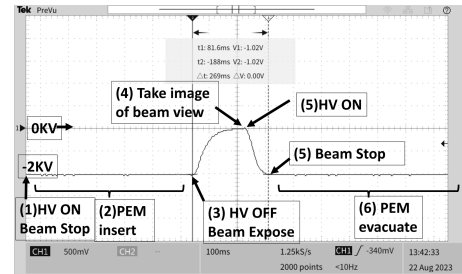 Tek PreVu
t1: 81.6ms V1: -1.02V
t2: -188ms V2: -1.02V
△t: 269ms △V: 0.00V
(4) Take image
of beam view
(5)HV ON
1
0KV
-2KV
(5) Beam Stop
(1)HV ON
Beam Stop
(2)PEM
insert
(3) HV OFF
Beam Expose
(6) PEM
evacuate
CH1 500mV CH2 100ms 1.25kS/s CH1 -340mV 13:42:33
2000 points <10Hz 22 Aug 2023